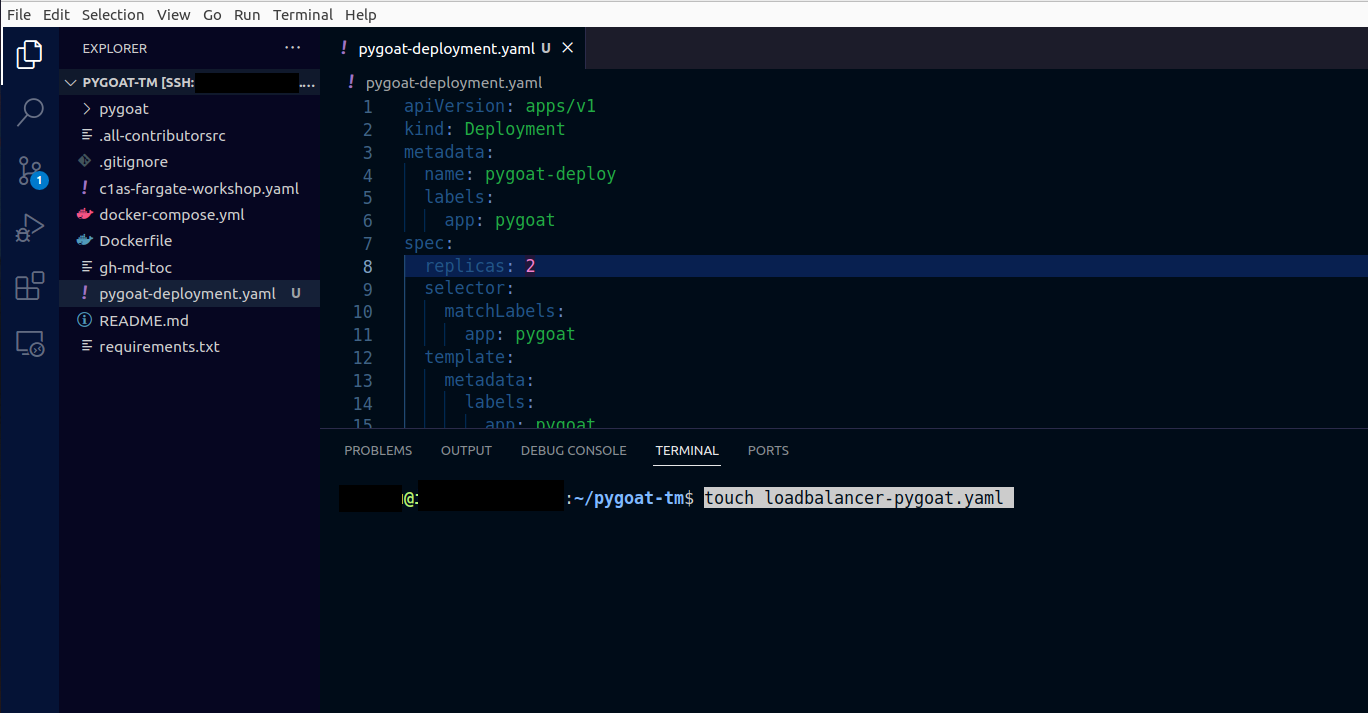 File Edit Selection View Go Run Terminal Help
EXPLORER ···
PYGOAT-TM [SSH: ....
pygoat
.all-contributorsrc
.gitignore
c1as-fargate-workshop.yaml
docker-compose.yml
Dockerfile
gh-md-toc
pygoat-deployment.yaml U
README.md
requirements.txt
1
! pygoat-deployment.yaml U
! pygoat-deployment.yaml
1 apiVersion: apps/v1
2 kind: Deployment
3 metadata:
4 name: pygoat-deploy
5 labels:
6 app: pygoat
7 spec:
8 replicas: 2
9 selector:
10 matchLabels:
11 app: pygoat
12 template:
13 metadata:
14 labels:
15 app: pygoat
PROBLEMS OUTPUT DEBUG CONSOLE TERMINAL PORTS
@ :~/pygoat-tm$ touch loadbalancer-pygoat.yaml